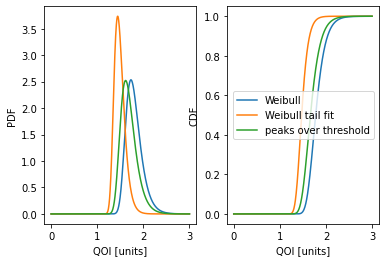 PDF
3.5
3.0
2.5
2.0
1.5
1.0
0.5
0.0
0 1 2 3
QOI [units]
CDF
1.0
0.8
0.6
0.4
0.2
0.0
Weibull
Weibull tail fit
peaks over threshold
0 1 2 3
QOI [units]